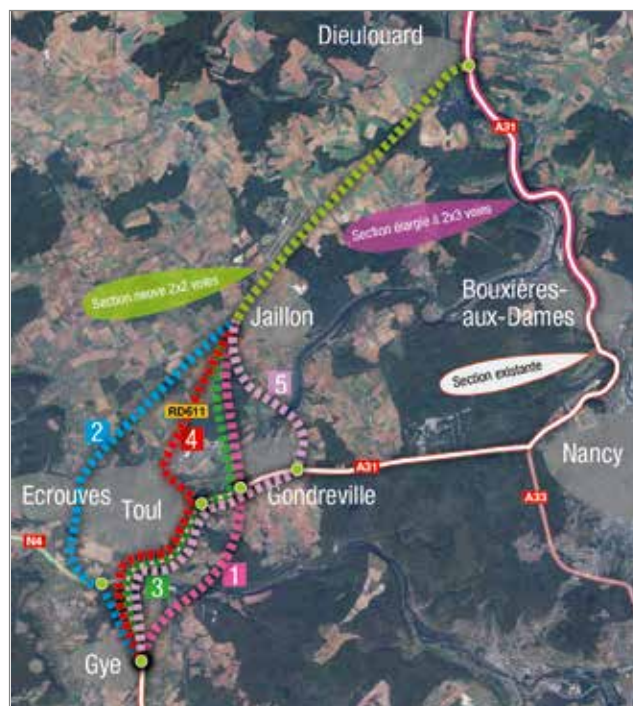 Dieulouard
A31
Section élargie à 2x3 voies
Section neuve 2x2 voies
Bouxières-
aux-Dames
Jaillon
Section existante
5
RD611
2
4
Nancy
A31
Ecrouves
Toul
Gondreville
A33
N4
3
1
Gye